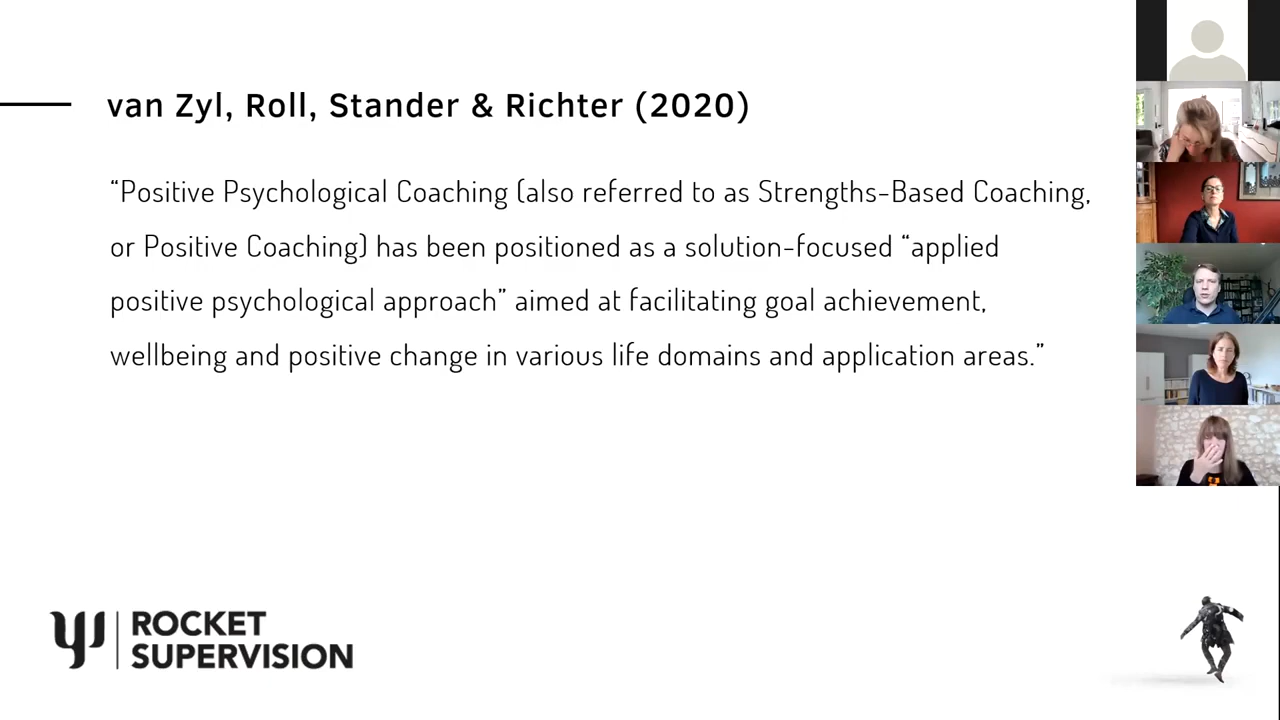 van Zyl, Roll, Stander & Richter (2020)
“Positive Psychological Coaching (also referred to as Strengths-Based Coaching,
or Positive Coaching) has been positioned as a solution-focused “applied
positive psychological approach” aimed at facilitating goal achievement,
wellbeing and positive change in various life domains and application areas.”
ROCKET
SUPERVISION